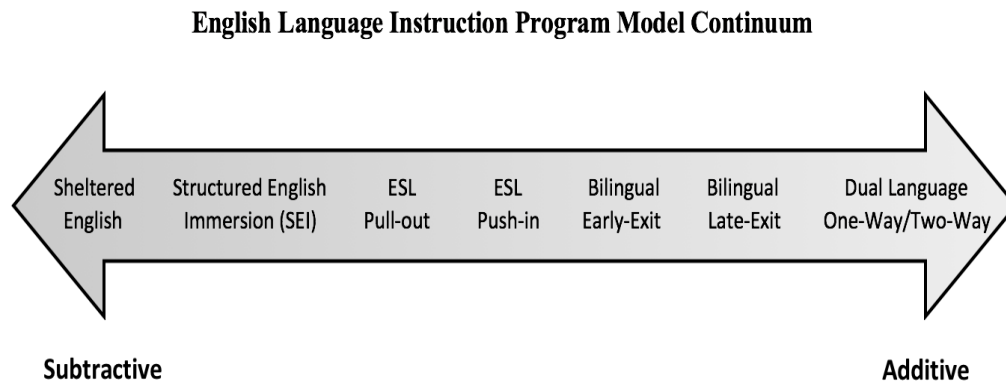 English Language Instruction Program Model Continuum
Sheltered English
Structured English Immersion (SEI)
ESL Pull-out
ESL Push-in
Bilingual Early-Exit
Bilingual Late-Exit
Dual Language One-Way/Two-Way
Subtractive
Additive